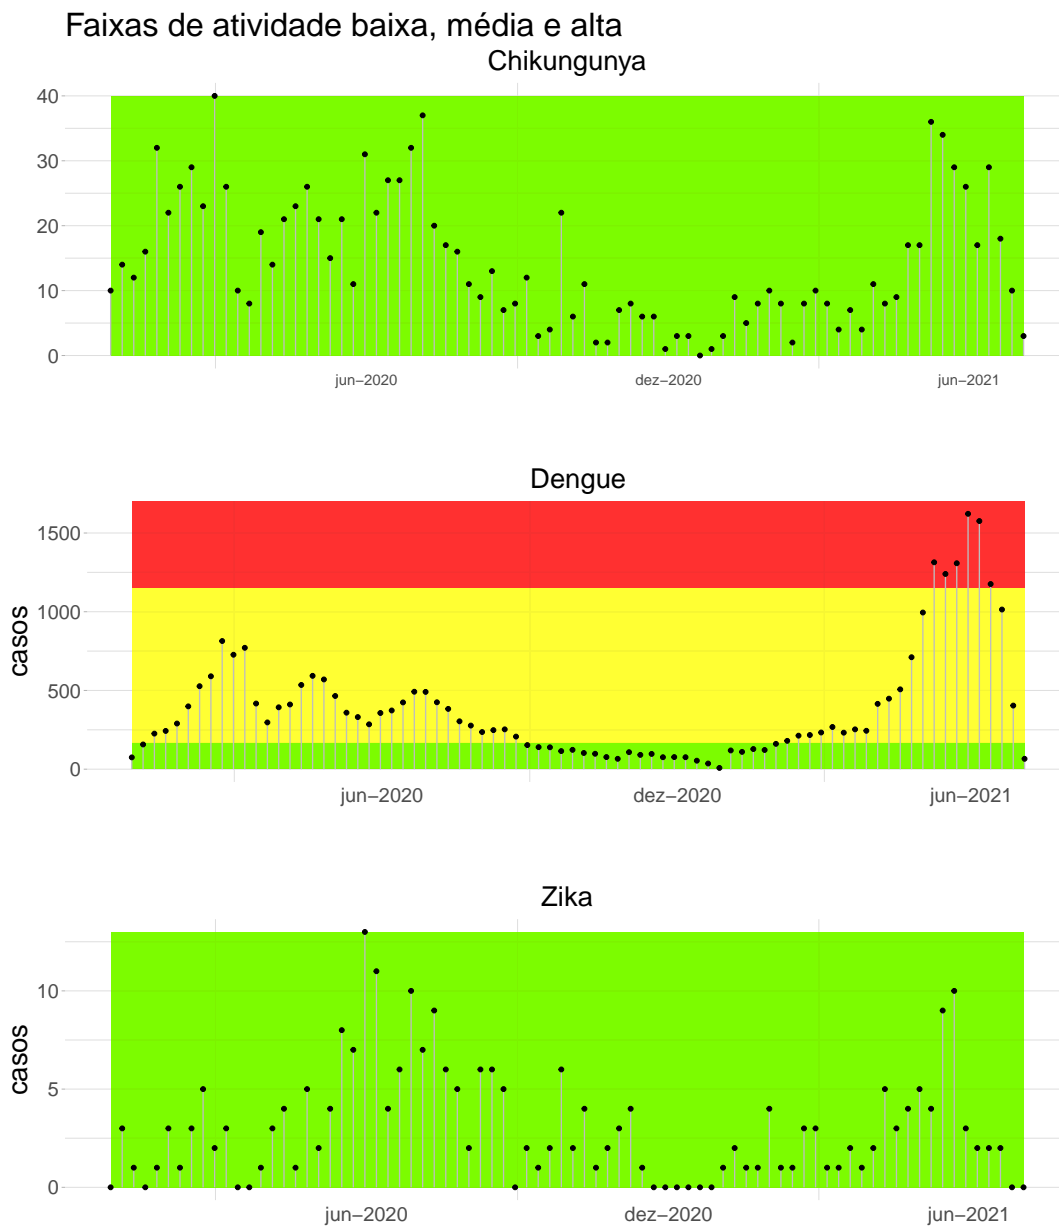 Faixas de atividade baixa, média e alta
Chikungunya
40
30
20
10
0
jun−2020
dez−2020
jun−2021
Dengue
casos
1500
1000
500
0
jun−2020
dez−2020
jun−2021
Zika
casos
10
5
0
jun−2020
dez−2020
jun−2021